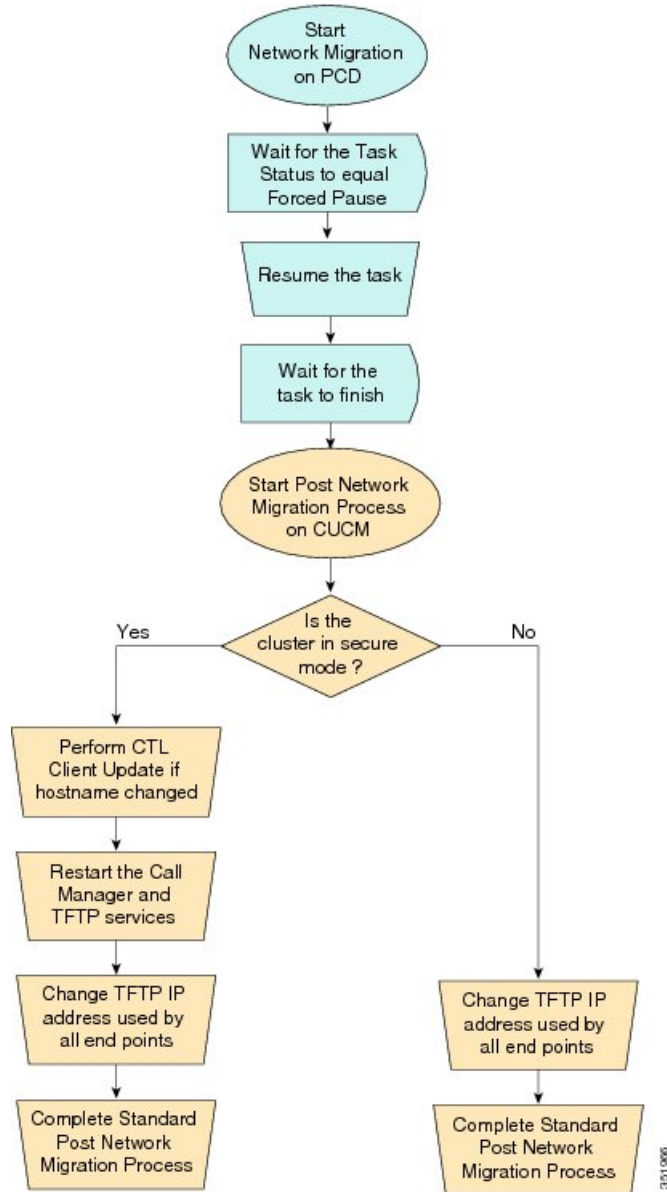 Start
Network Migration
on PCD
Wait for the Task
Status to equal
Forced Pause
Resume the task
Wait for the
task to finish
Start Post Network
Migration Process
on CUCM
Is the
cluster in secure
mode ?
Yes
No
Perform CTL
Client Update if
hostname changed
Restart the Call
Manager and
TFTP services
Change TFTP IP
address used by
all end points
Complete Standard
Post Network
Migration Process
Change TFTP IP
address used by
all end points
Complete Standard
Post Network
Migration Process
351966